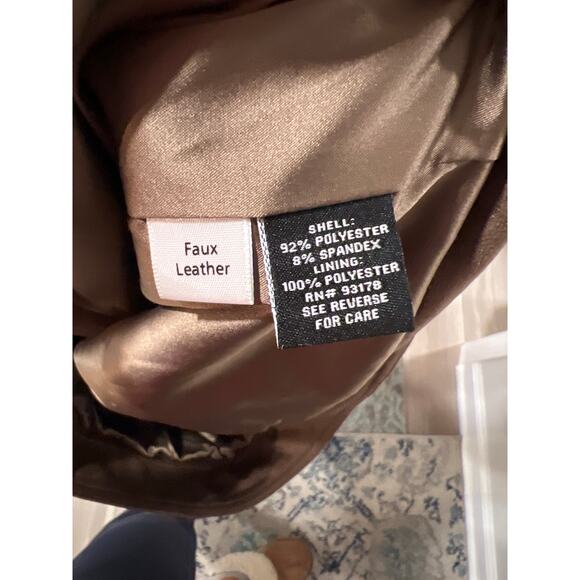 Faux
Leather
SHELL:
92% POLYESTER
8% SPANDEX
LINING:
100% POLYESTER
RN# 93178
SEE REVERSE
FOR CARE